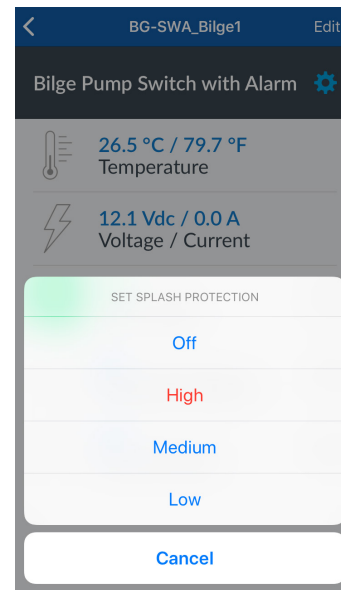 BG-SWA_Bilge1 Edit
Bilge Pump Switch with Alarm
26.5 °C / 79.7 °F
Temperature
12.1 Vdc / 0.0 A
Voltage / Current
SET SPLASH PROTECTION
Off
High
Medium
Low
Cancel